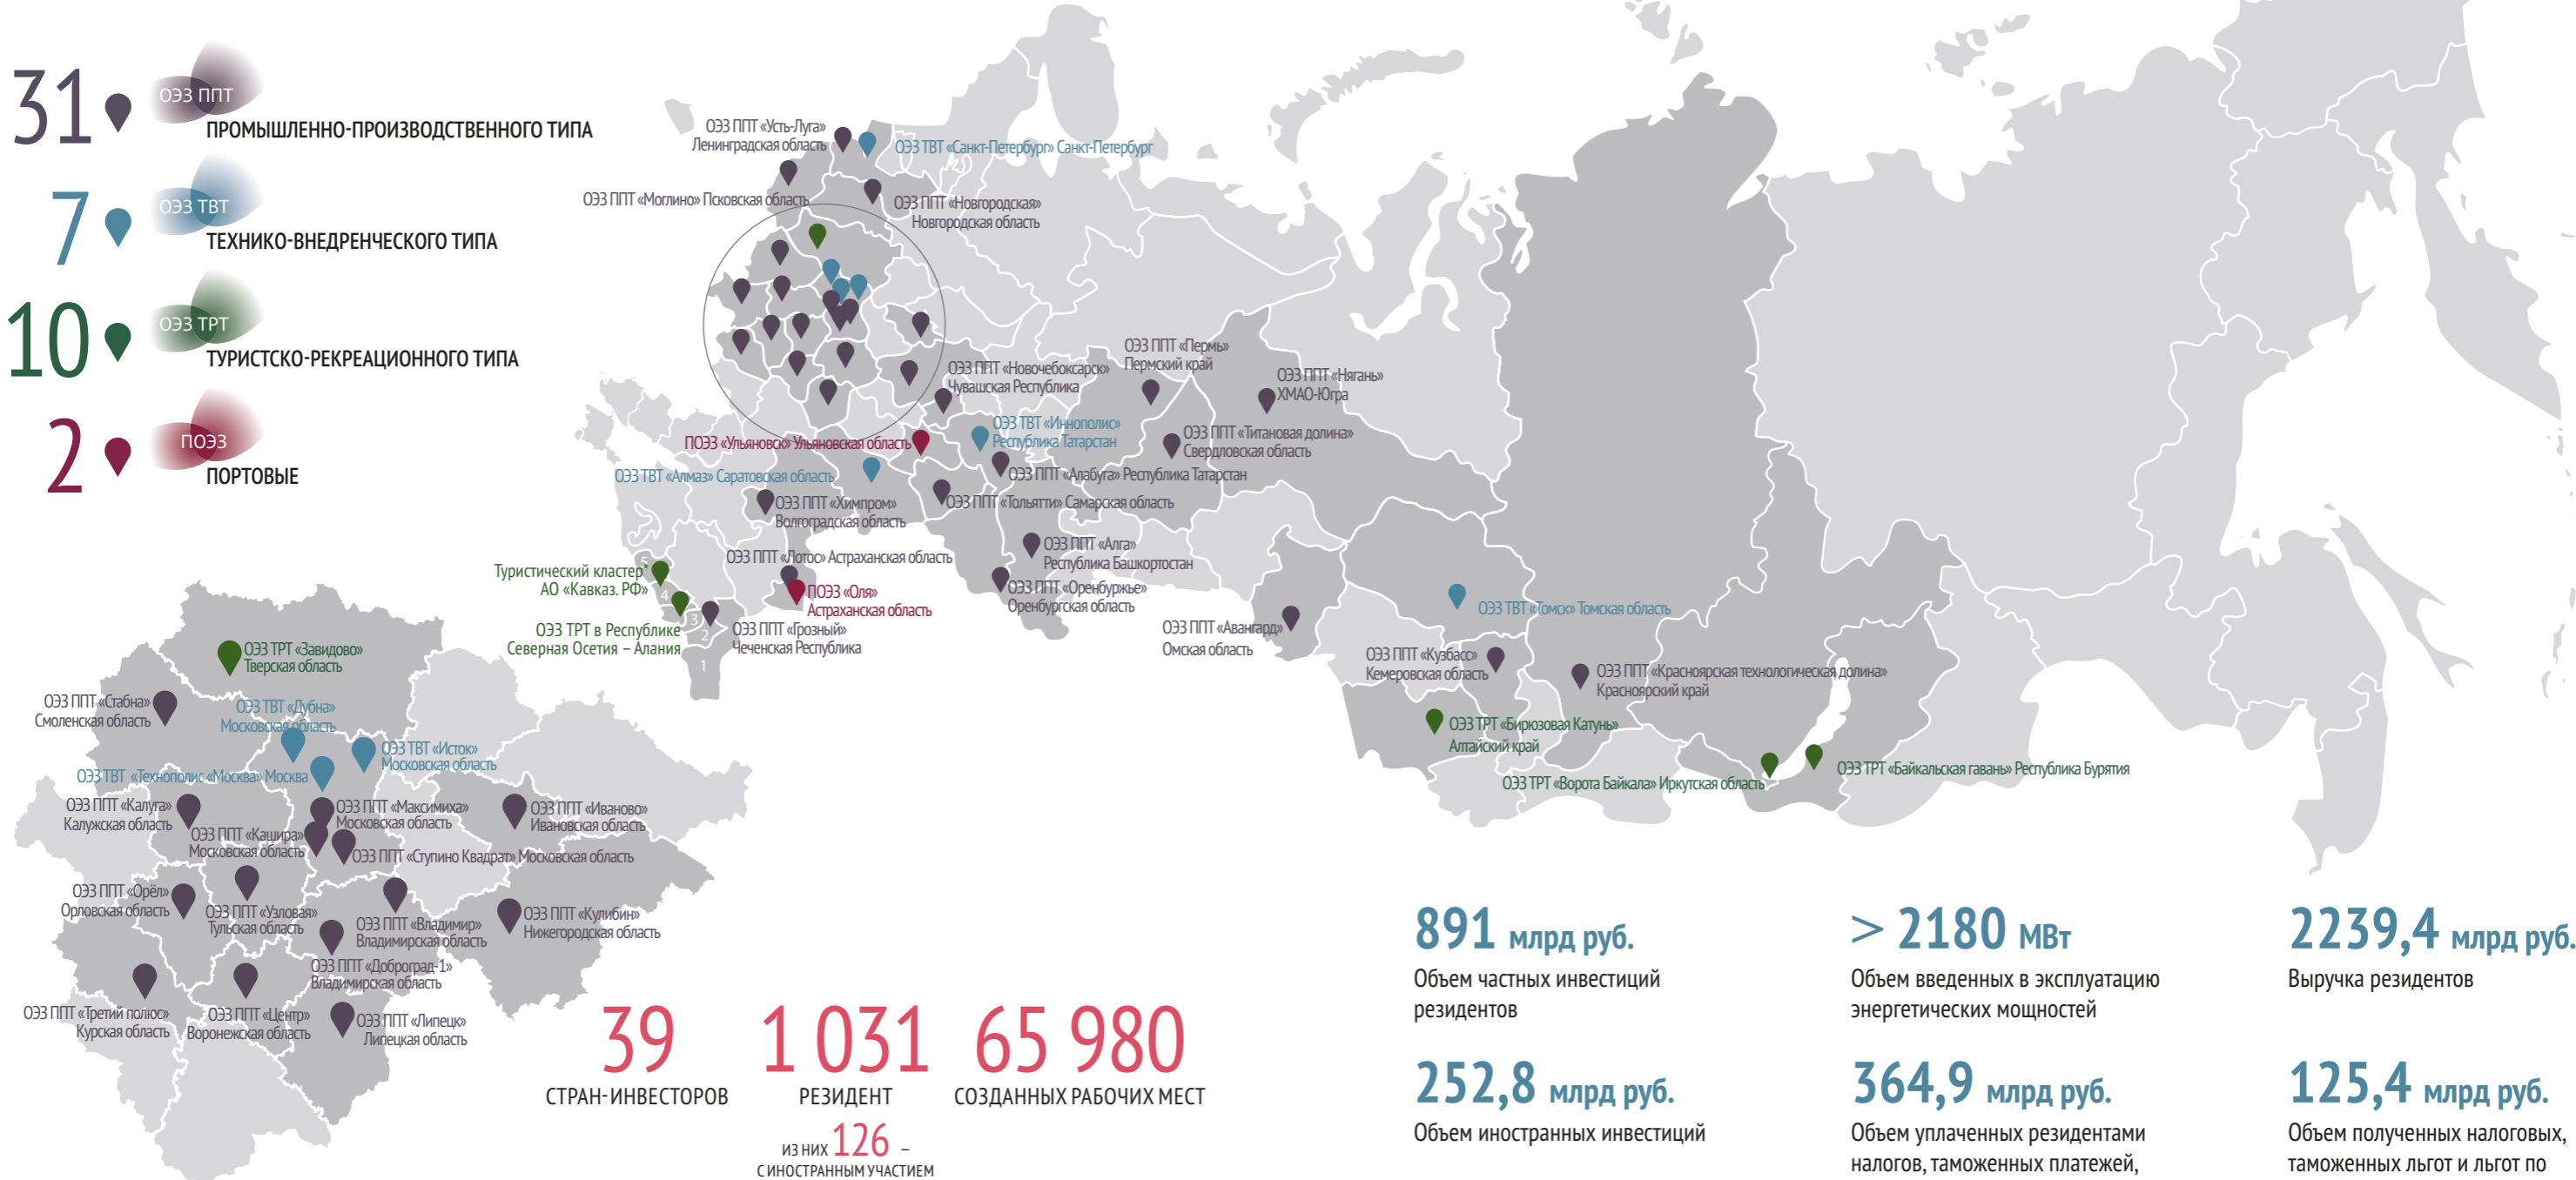 31
ОЭЗ ППТ
ПРОМЫШЛЕННО-ПРОИЗВОДСТВЕННОГО ТИПА
7
ОЭЗ ТВТ
ТЕХНИКО-ВНЕДРЕНЧЕСКОГО ТИПА
10
ОЭЗ ТРТ
ТУРИСТСКО-РЕКРЕАЦИОННОГО ТИПА
2
ПОЭЗ
ПОРТОВЫЕ
ОЭЗ ППТ «Усть-Луга»
Ленинградская область
ОЭЗ ТВТ «Санкт-Петербург» Санкт-Петербург
ОЭЗ ППТ «Моглино» Псковская область
ОЭЗ ППТ «Новгородская»
Новгородская область
ОЭЗ ППТ «Новочебоксарск»
Чувашская Республика
ОЭЗ ППТ «Пермь»
Пермский край
ОЭЗ ППТ «Нягань»
ХМАО-Югра
ПОЭЗ «Ульяновск» Ульяновская область
ОЭЗ ТВТ «Иннополис»
Республика Татарстан
ОЭЗ ППТ «Титановая долина»
Свердловская область
ОЭЗ ТВТ «Алмаз» Саратовская область
ОЭЗ ППТ «Алабуга» Республика Татарстан
ОЭЗ ППТ «Химпром»
Волгоградская область
ОЭЗ ППТ «Тольятти» Самарская область
ОЭЗ ППТ «Лотос» Астраханская область
ОЭЗ ППТ «Алга»
Республика Башкортостан
Туристический кластер*
АО «Кавказ. РФ»
ПОЭЗ «Оля»
Астраханская область
ОЭЗ ППТ «Оренбуржье»
Оренбургская область
ОЭЗ ТРТ в Республике
Северная Осетия – Алания
ОЭЗ ППТ «Грозный»
Чеченская Республика
5
4
3
2
1
ОЭЗ ППТ «Авангард»
Омская область
ОЭЗ ТВТ «Томск» Томская область
ОЭЗ ППТ «Кузбасс»
Кемеровская область
ОЭЗ ППТ «Красноярская технологическая долина»
Красноярский край
ОЭЗ ТРТ «Бирюзовая Катунь»
Алтайский край
ОЭЗ ТРТ «Ворота Байкала» Иркутская область
ОЭЗ ТРТ «Байкальская гавань» Республика Бурятия
ОЭЗ ТРТ «Завидово»
Тверская область
ОЭЗ ППТ «Стабна»
Смоленская область
ОЭЗ ТВТ «Дубна»
Московская область
ОЭЗ ТВТ «Исток»
Московская область
ОЭЗ ТВТ «Технополис «Москва» Москва
ОЭЗ ППТ «Калуга»
Калужская область
ОЭЗ ППТ «Максимиха»
Московская область
ОЭЗ ППТ «Иваново»
Ивановская область
ОЭЗ ППТ «Кашира»
Московская область
ОЭЗ ППТ «Ступино Квадрат» Московская область
ОЭЗ ППТ «Орёл»
Орловская область
ОЭЗ ППТ «Узловая»
Тульская область
ОЭЗ ППТ «Владимир»
Владимирская область
ОЭЗ ППТ «Кулибин»
Нижегородская область
ОЭЗ ППТ «Доброград-1»
Владимирская область
ОЭЗ ППТ «Третий полюс»
Курская область
ОЭЗ ППТ «Центр»
Воронежская область
ОЭЗ ППТ «Липецк»
Липецкая область
39
СТРАН-ИНВЕСТОРОВ
1 031
РЕЗИДЕНТ
ИЗ НИХ 126 –
С ИНОСТРАННЫМ УЧАСТИЕМ
65 980
СОЗДАННЫХ РАБОЧИХ МЕСТ
891 млрд руб.
Объем частных инвестиций
резидентов
> 2180 МВт
Объем введенных в эксплуатацию
энергетических мощностей
2239,4 млрд руб.
Выручка резидентов
252,8 млрд руб.
Объем иностранных инвестиций
364,9 млрд руб.
Объем уплаченных резидентами
налогов, таможенных платежей,
125,4 млрд руб.
Объем полученных налоговых,
таможенных льгот и льгот по